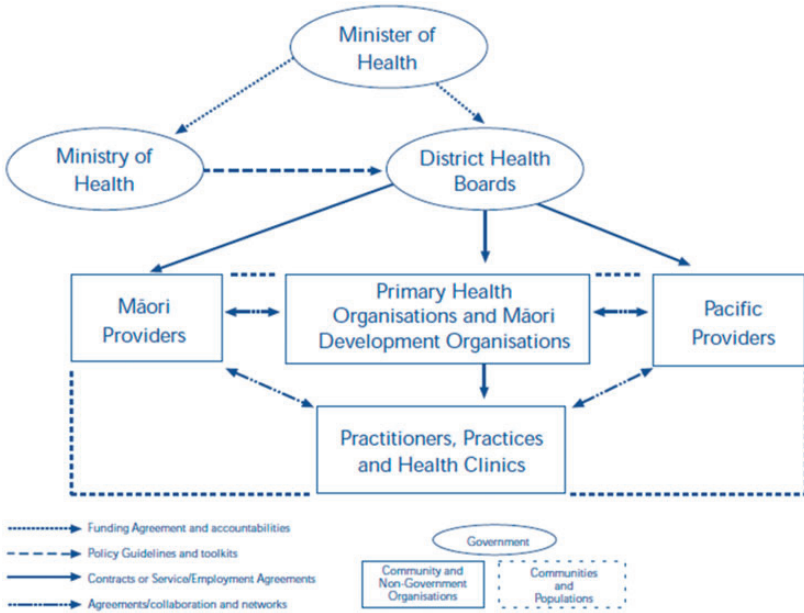 Minister of
Health
Ministry of
Health
District Health
Boards
Māori
Providers
Primary Health
Organisations and Māori
Development Organisations
Pacific
Providers
Practitioners, Practices
and Health Clinics
Funding Agreement and accountabilities
Policy Guidelines and toolkits
Contracts or Service/Employment Agreements
Agreements/collaboration and networks
Government
Community and
Non-Government
Organisations
Communities
and
Populations